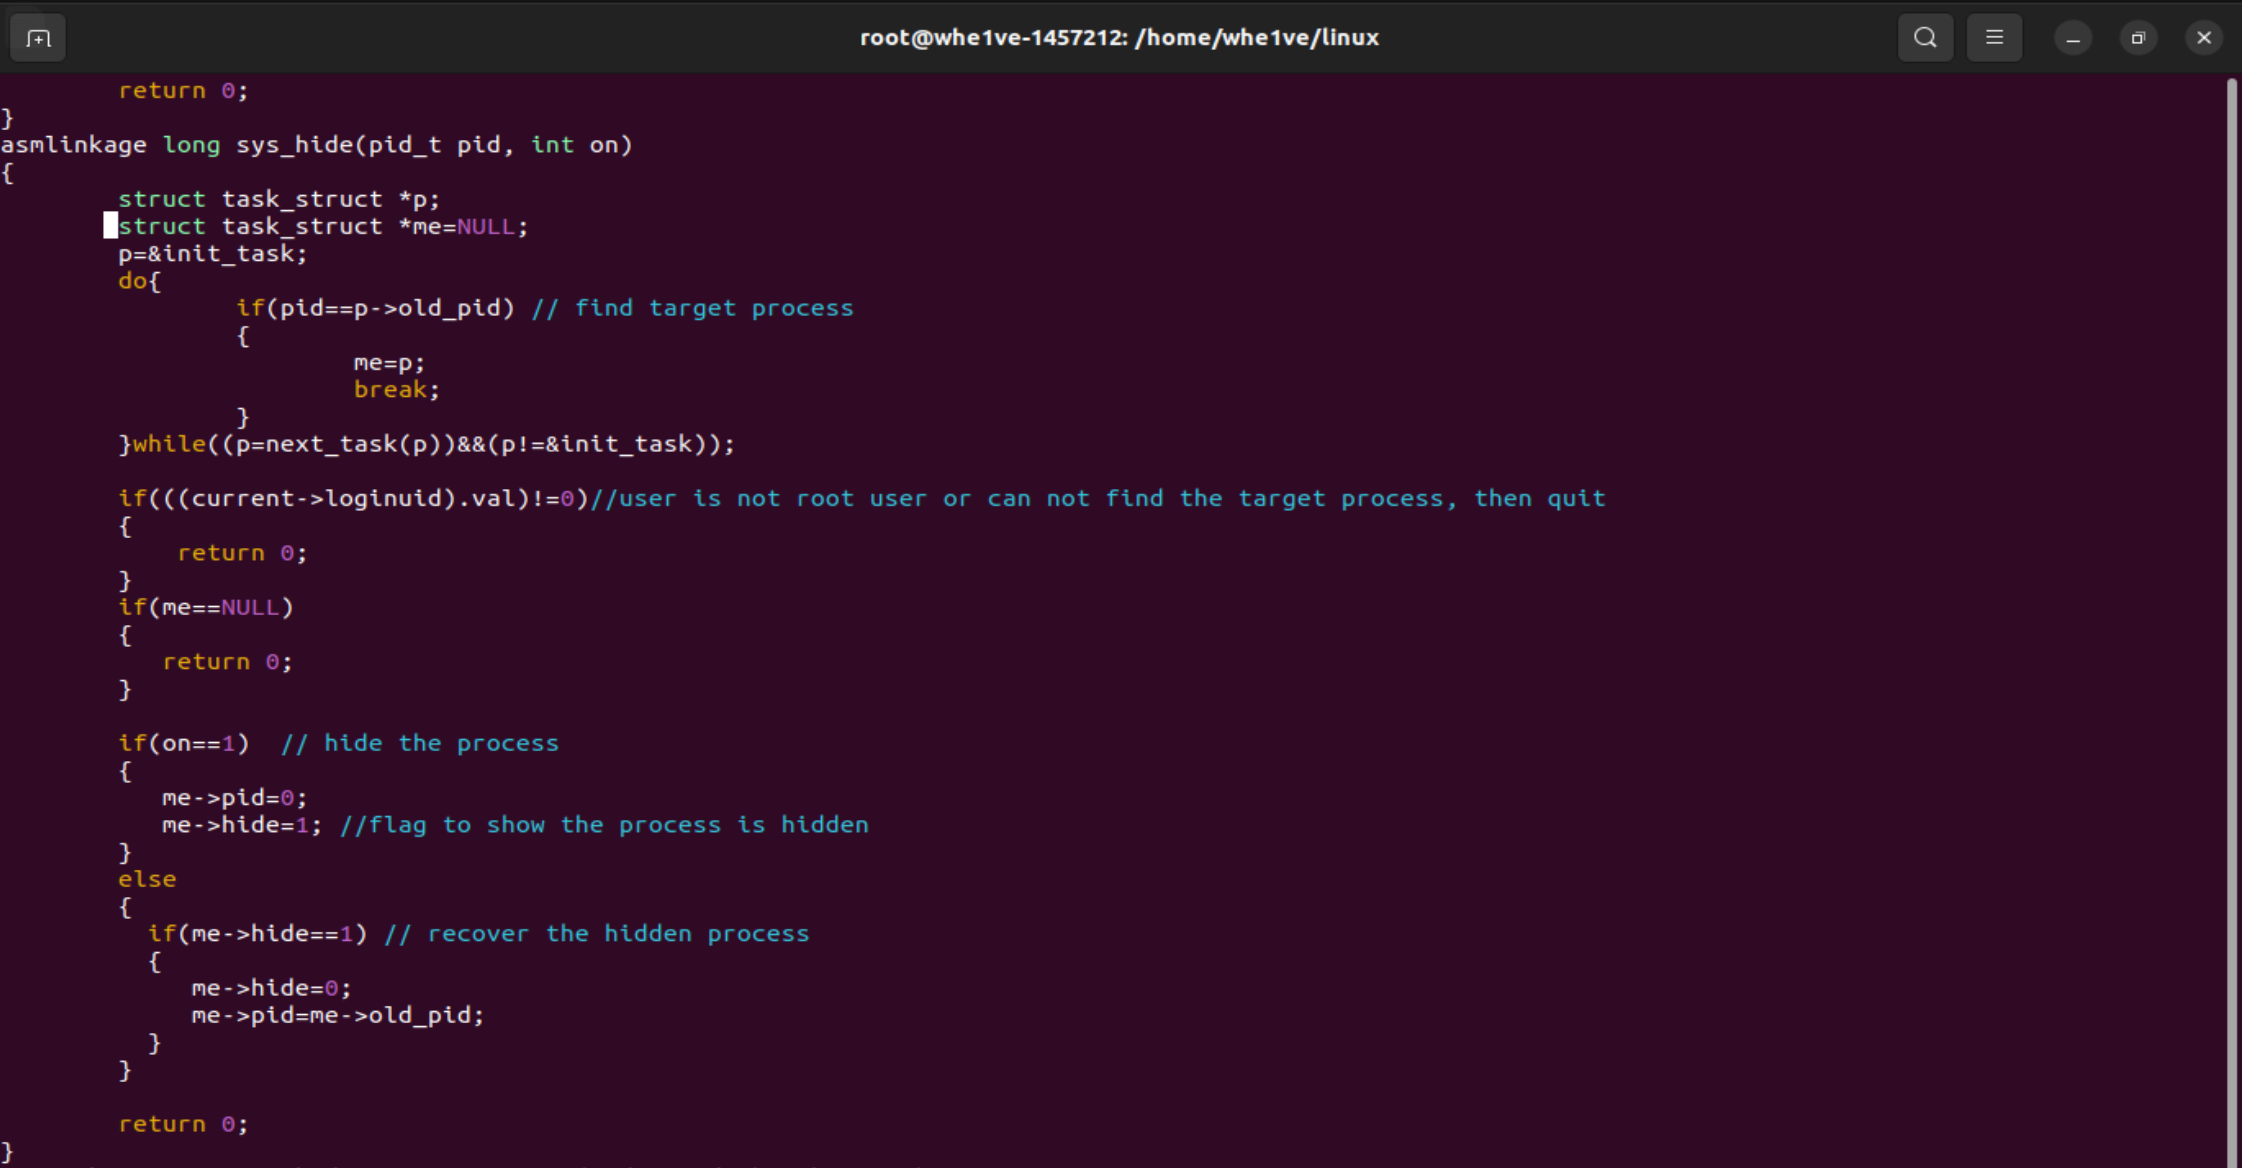 root@whe1ve-1457212: /home/whe1ve/linux
        return 0;
}
asmlinkage long sys_hide(pid_t pid, int on)
{
        struct task_struct *p;
        struct task_struct *me=NULL;
        p=&init_task;
        do{
                if(pid==p->old_pid) // find target process
                {
                        me=p;
                        break;
                }
        }while((p=next_task(p))&&(p!=&init_task));

        if(((current->loginuid).val)!=0)//user is not root user or can not find the target process, then quit
        {
            return 0;
        }
        if(me==NULL)
        {
           return 0;
        }

        if(on==1)  // hide the process
        {
           me->pid=0;
           me->hide=1; //flag to show the process is hidden
        }
        else
        {
          if(me->hide==1) // recover the hidden process
          {
             me->hide=0;
             me->pid=me->old_pid;
          }
        }

        return 0;
}